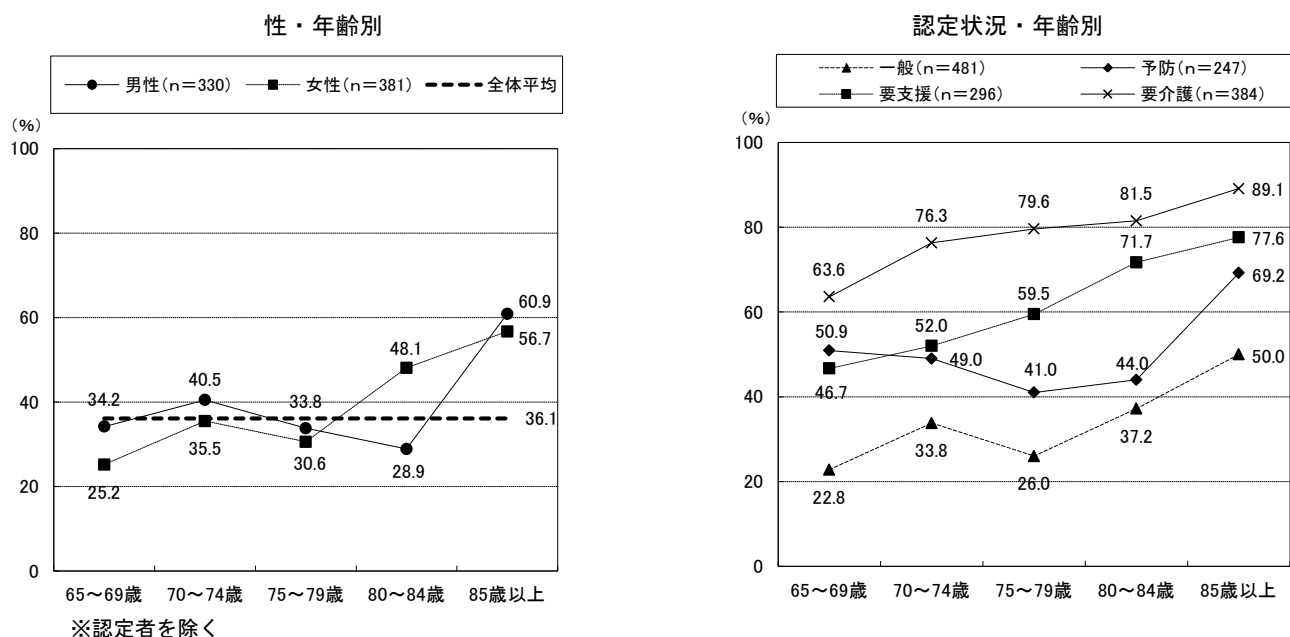 性・年齢別
男性(n=330) 女性(n=381) 全体平均
(%)
100
80
60
40
20
0
34.2 40.5 33.8 28.9 60.9
25.2 35.5 30.6 48.1 56.7
36.1
65~69歳 70~74歳 75~79歳 80~84歳 85歳以上
※認定者を除く
認定状況・年齢別
一般(n=481) 予防(n=247)
要支援(n=296) 要介護(n=384)
(%)
100
80
60
40
20
0
63.6 76.3 79.6 81.5 89.1
46.7 52.0 59.5 71.7 77.6
50.9 49.0 41.0 44.0 69.2
22.8 33.8 26.0 37.2 50.0
65~69歳 70~74歳 75~79歳 80~84歳 85歳以上